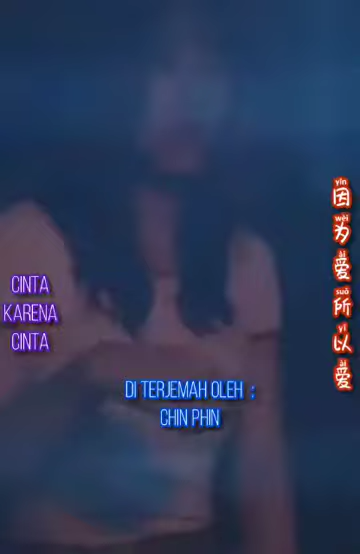 CINTA
KARENA
CINTA
DI TERJEMAH OLEH :
CHIN PHIN
yīn
因
wèi
为
ài
爱
suǒ
所
yǐ
以
ài
爱